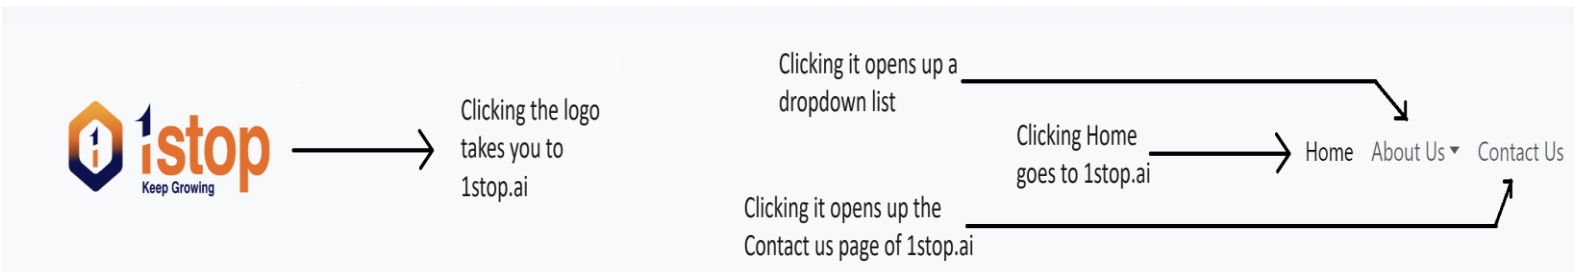 1stop
Keep Growing
Clicking the logo
takes you to
1stop.ai
Clicking it opens up a
dropdown list
Clicking Home
goes to 1stop.ai
Clicking it opens up the
Contact us page of 1stop.ai
Home About Us Contact Us